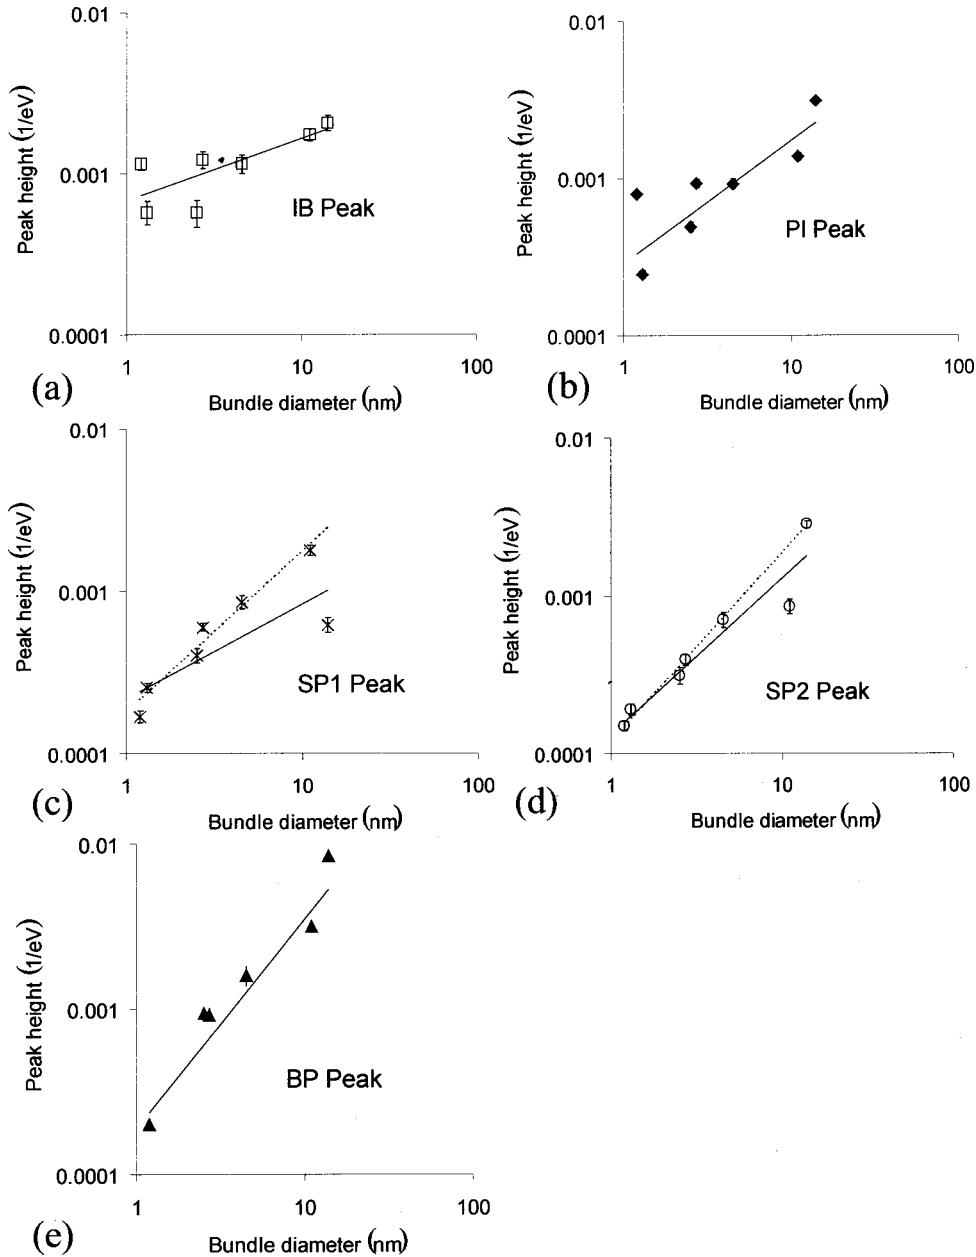 0.01
0.001
0.0001
1
10
100
Peak height (1/eV)
Bundle diameter (nm)
IB Peak
(a)
0.01
0.001
0.0001
1
10
100
Peak height (1/eV)
Bundle diameter (nm)
PI Peak
(b)
0.01
0.001
0.0001
1
10
100
Peak height (1/eV)
Bundle diameter (nm)
SP1 Peak
(c)
0.01
0.001
0.0001
1
10
100
Peak height (1/eV)
Bundle diameter (nm)
SP2 Peak
(d)
0.01
0.001
0.0001
1
10
100
Peak height (1/eV)
Bundle diameter (nm)
BP Peak
(e)